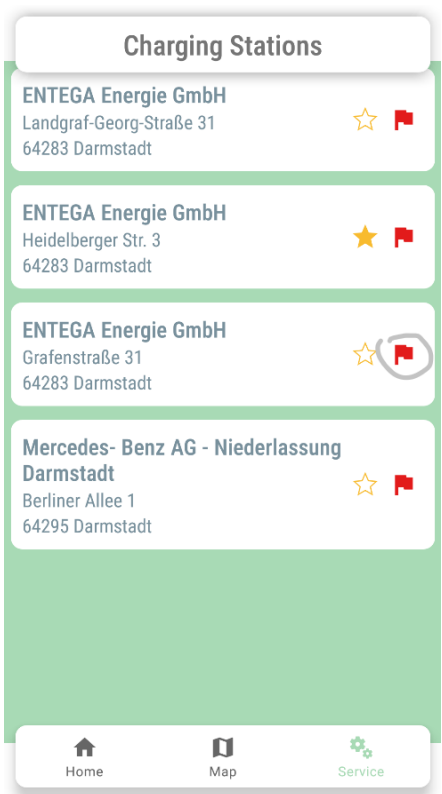 Charging Stations
ENTEGA Energie GmbH
Landgraf-Georg-Straße 31
64283 Darmstadt
ENTEGA Energie GmbH
Heidelberger Str. 3
64283 Darmstadt
ENTEGA Energie GmbH
Grafenstraße 31
64283 Darmstadt
Mercedes- Benz AG - Niederlassung
Darmstadt
Berliner Allee 1
64295 Darmstadt
Home
Map
Service